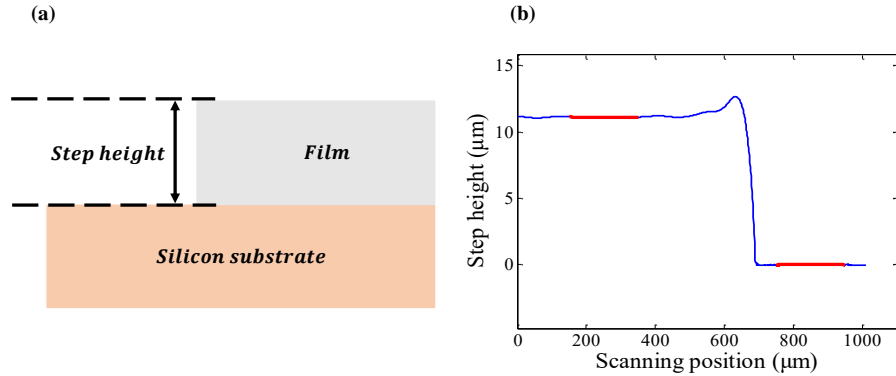 (a)
Step height
Film
Silicon substrate
(b)
15
10
5
0
Step height (μm)
0 200 400 600 800 1000
Scanning position (μm)